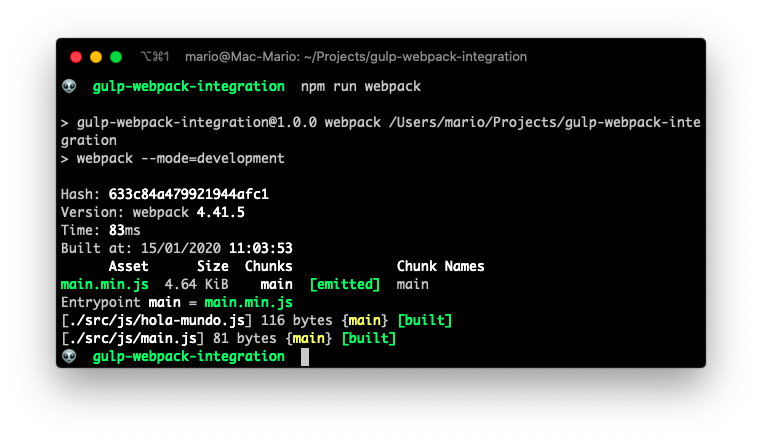 ⌥⌘1 mario@Mac-Mario: ~/Projects/gulp-webpack-integration
👽 gulp-webpack-integration npm run webpack
> gulp-webpack-integration@1.0.0 webpack /Users/mario/Projects/gulp-webpack-inte
gration
> webpack --mode=development
Hash: 633c84a479921944afc1
Version: webpack 4.41.5
Time: 83ms
Built at: 15/01/2020 11:03:53
Asset Size Chunks Chunk Names
main.min.js 4.64 KiB main [emitted] main
Entrypoint main = main.min.js
[./src/js/hola-mundo.js] 116 bytes {main} [built]
[./src/js/main.js] 81 bytes {main} [built]
👽 gulp-webpack-integration